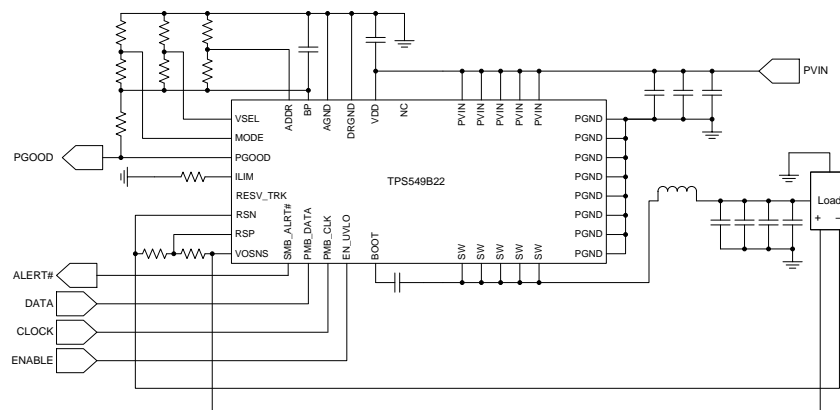 ADDR
BP
AGND
DRGND
VDD
NC
PVIN
PVIN
PVIN
PVIN
PVIN
PVIN
VSEL
MODE
PGOOD
PGOOD
ILIM
RESV_TRK
RSN
RSP
VOSNS
TPS549B22
PGND
PGND
PGND
PGND
PGND
PGND
PGND
PGND
SMB_ALRT#
PMB_DATA
PMB_CLK
EN_UVLO
BOOT
SW
SW
SW
SW
SW
Load
+ −
ALERT#
DATA
CLOCK
ENABLE